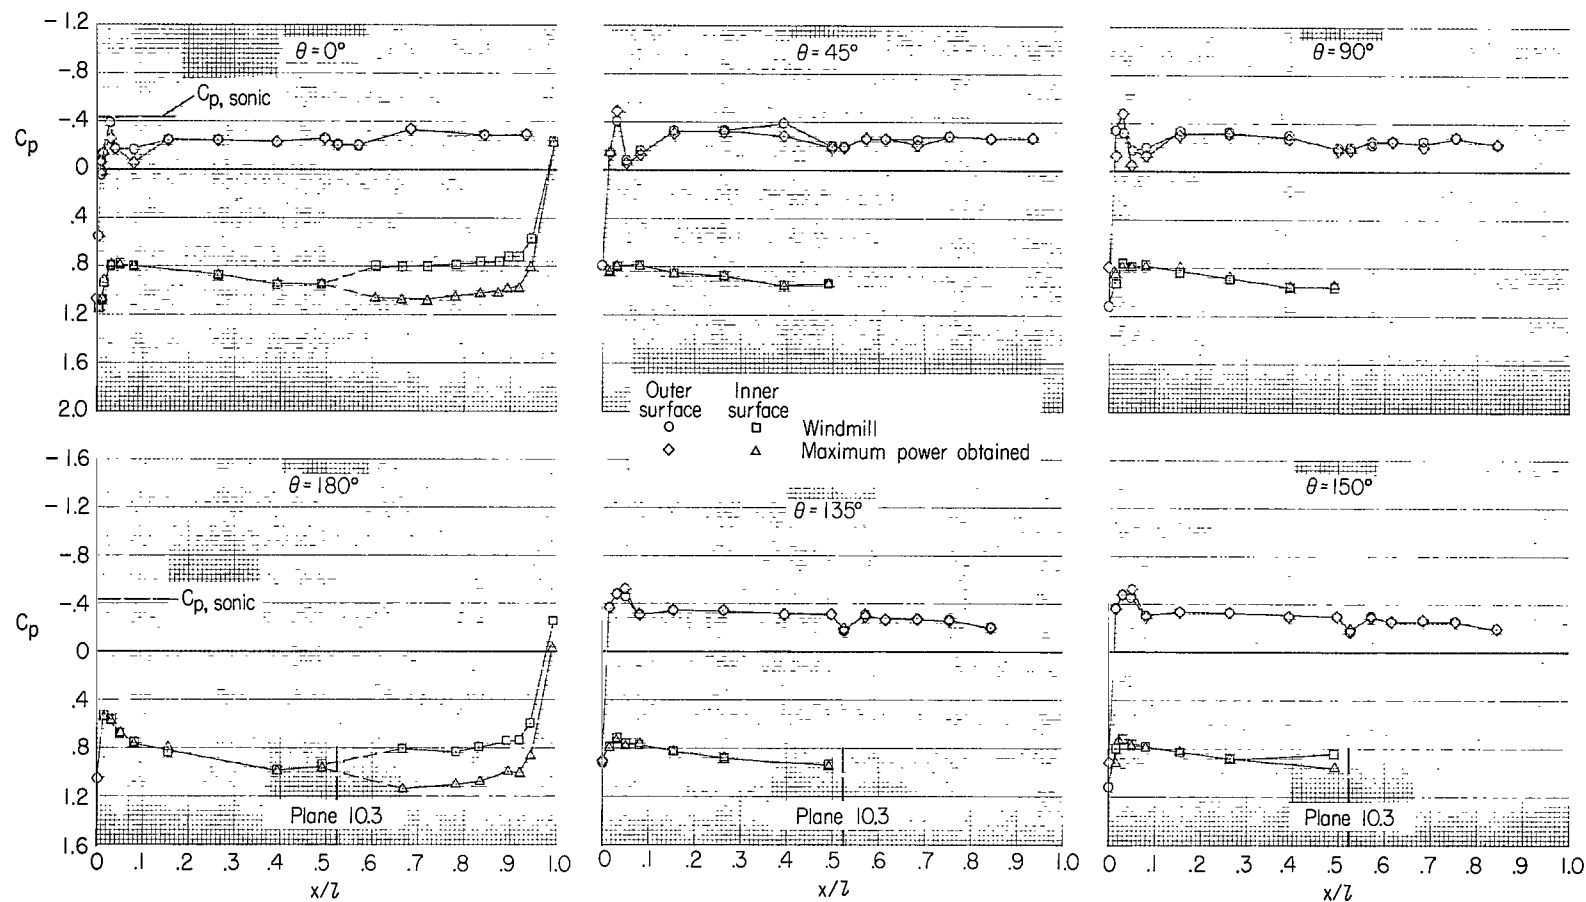 -1.2
-.8
-.4
0
.4
.8
1.2
1.6
2.0
Cp
θ = 0°
Cp, sonic
θ = 45°
θ = 90°
Outer surface
Inner surface
Windmill
Maximum power obtained
-1.6
-1.2
-.8
-.4
0
.4
.8
1.2
1.6
Cp
θ = 180°
Cp, sonic
Plane 10.3
0 .1 .2 .3 .4 .5 .6 .7 .8 .9 1.0
x/l
θ = 135°
Plane 10.3
0 .1 .2 .3 .4 .5 .6 .7 .8 .9 1.0
x/l
θ = 150°
Plane 10.3
0 .1 .2 .3 .4 .5 .6 .7 .8 .9 1.0
x/l